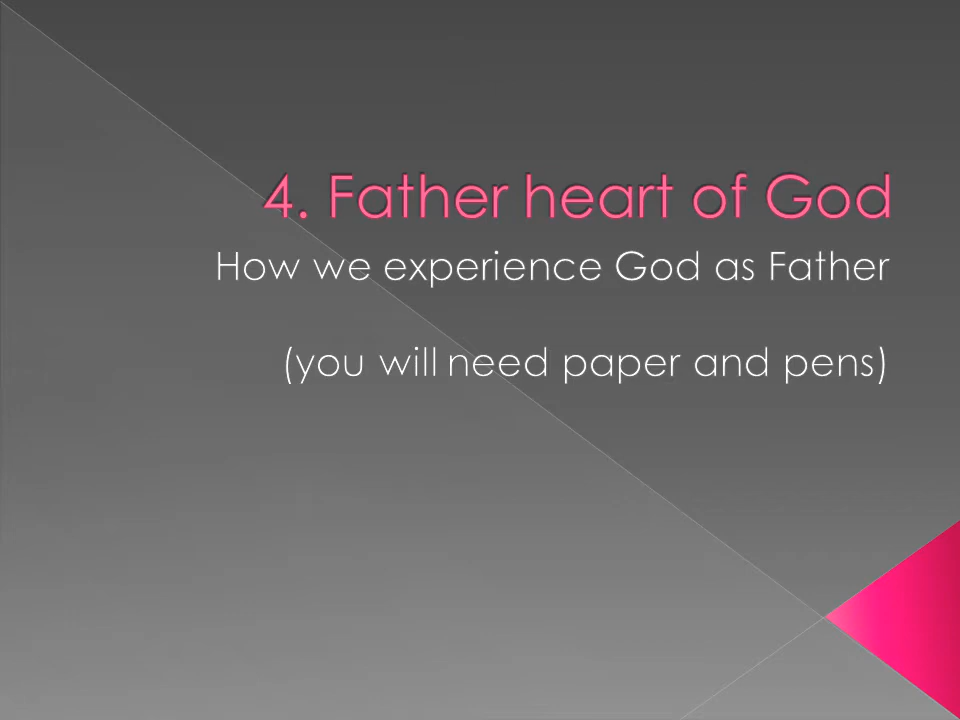 4. Father heart of God
How we experience God as Father
(you will need paper and pens)